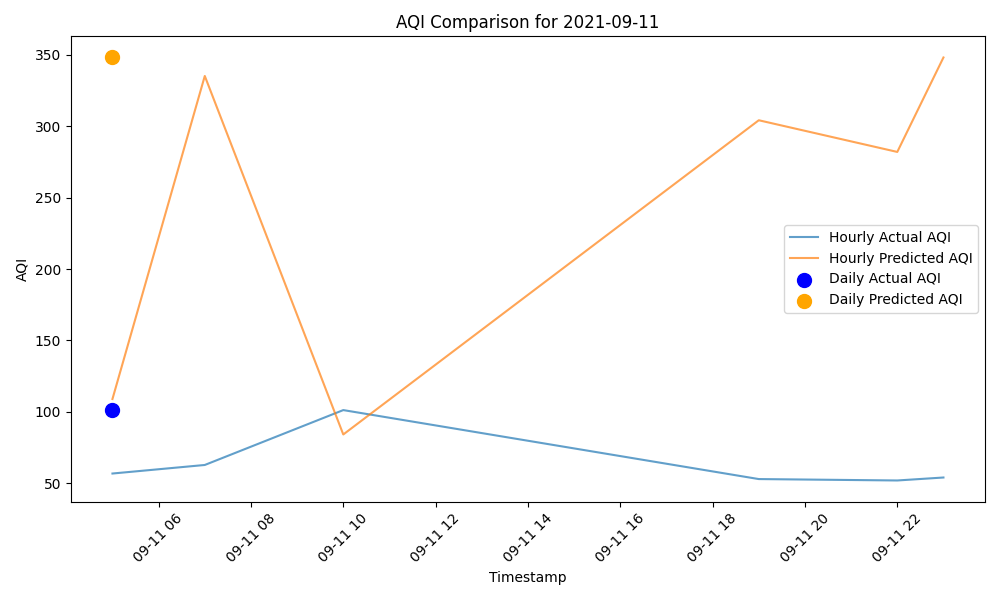 AQI Comparison for 2021-09-11
350
300
250
200
150
100
50
AQI
Hourly Actual AQI
Hourly Predicted AQI
Daily Actual AQI
Daily Predicted AQI
09-11 06
09-11 08
09-11 10
09-11 12
09-11 14
09-11 16
09-11 18
09-11 20
09-11 22
Timestamp